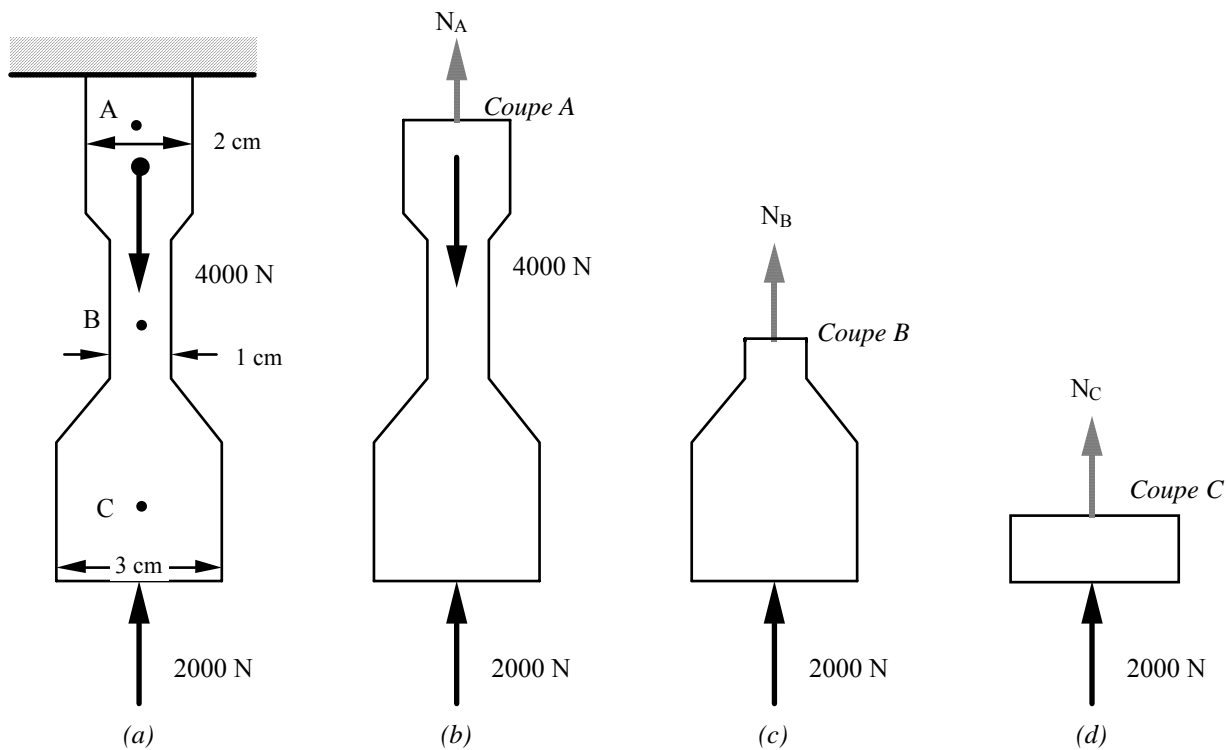 A
2 cm
4000 N
B
1 cm
C
3 cm
2000 N
(a)
N_A
Coupe A
4000 N
2000 N
(b)
N_B
Coupe B
2000 N
(c)
N_C
Coupe C
2000 N
(d)